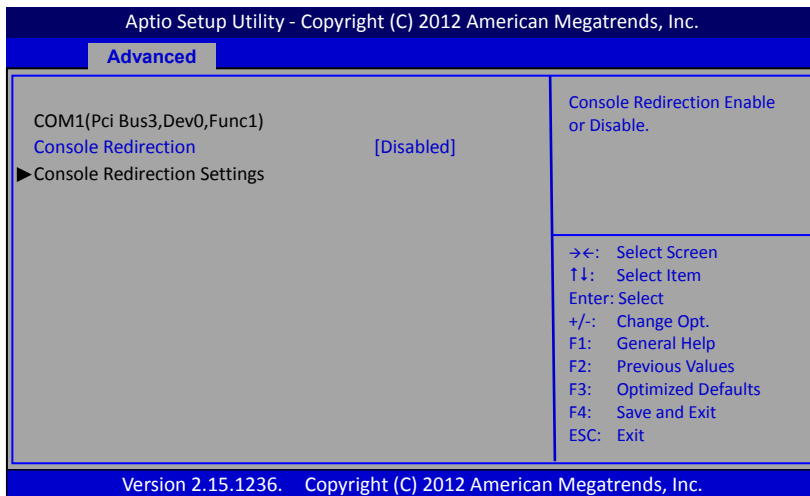 Aptio Setup Utility - Copyright (C) 2012 American Megatrends, Inc.
Advanced
COM1(Pci Bus3,Dev0,Func1)
Console Redirection [Disabled]
►Console Redirection Settings
Console Redirection Enable
or Disable.
→←: Select Screen
↑↓: Select Item
Enter: Select
+/-: Change Opt.
F1: General Help
F2: Previous Values
F3: Optimized Defaults
F4: Save and Exit
ESC: Exit
Version 2.15.1236. Copyright (C) 2012 American Megatrends, Inc.